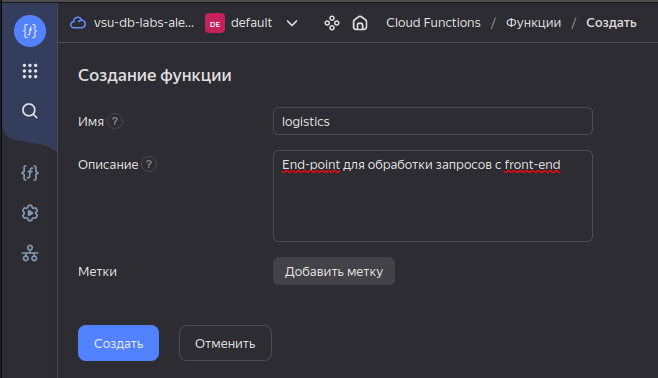 {ƒ} vsu-db-labs-ale... DE default Cloud Functions / Функции / Создать
Создание функции
Имя ? logistics
Описание ? End-point для обработки запросов с front-end
{ƒ}
Метки Добавить метку
Создать Отменить